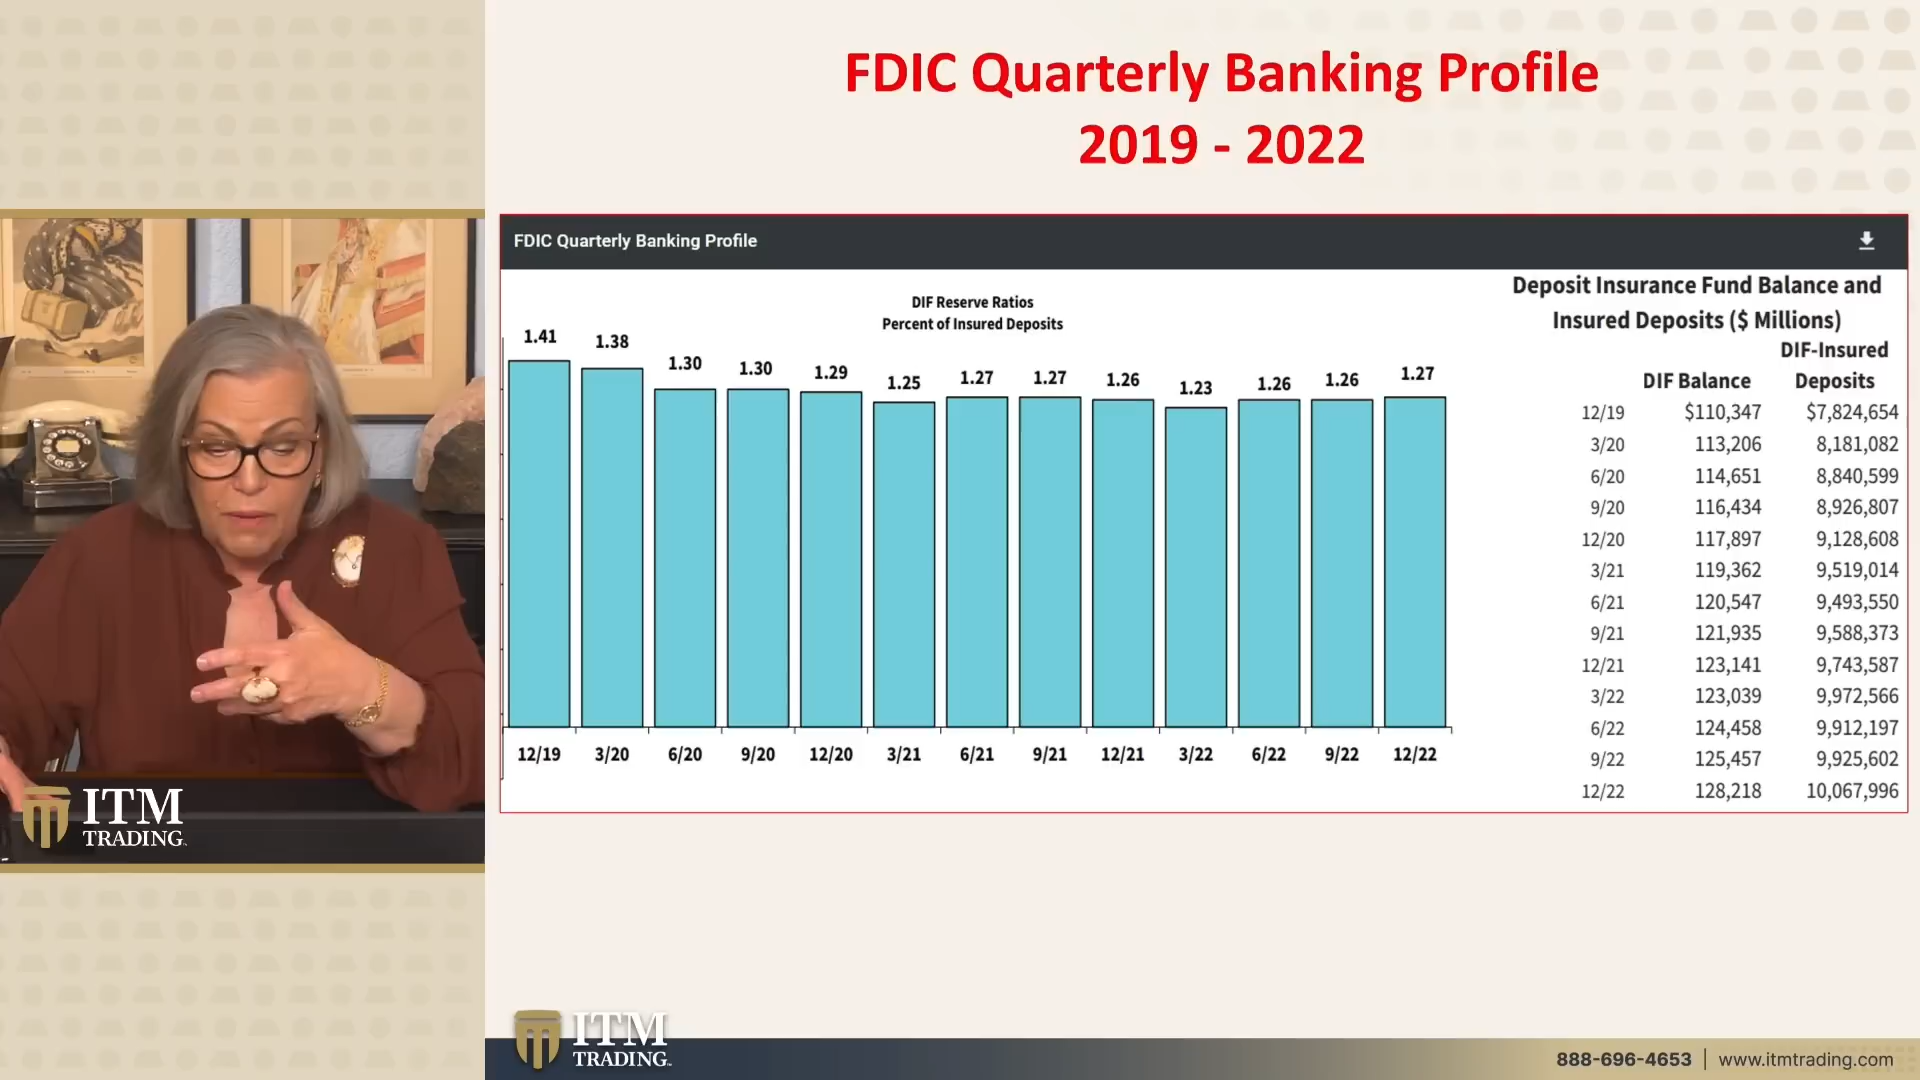 FDIC Quarterly Banking Profile
2019 - 2022
FDIC Quarterly Banking Profile
DIF Reserve Ratios
Percent of Insured Deposits
1.41 1.38 1.30 1.30 1.29 1.25 1.27 1.27 1.26 1.23 1.26 1.26 1.27
12/19 3/20 6/20 9/20 12/20 3/21 6/21 9/21 12/21 3/22 6/22 9/22 12/22
Deposit Insurance Fund Balance and
Insured Deposits ($ Millions)
DIF-Insured
DIF Balance Deposits
12/19 $110,347 $7,824,654
3/20 113,206 8,181,082
6/20 114,651 8,840,599
9/20 116,434 8,926,807
12/20 117,897 9,128,608
3/21 119,362 9,519,014
6/21 120,547 9,493,550
9/21 121,935 9,588,373
12/21 123,141 9,743,587
3/22 123,039 9,972,566
6/22 124,458 9,912,197
9/22 125,457 9,925,602
12/22 128,218 10,067,996
ITM
TRADING
ITM
TRADING
888-696-4653 | www.itmtrading.com